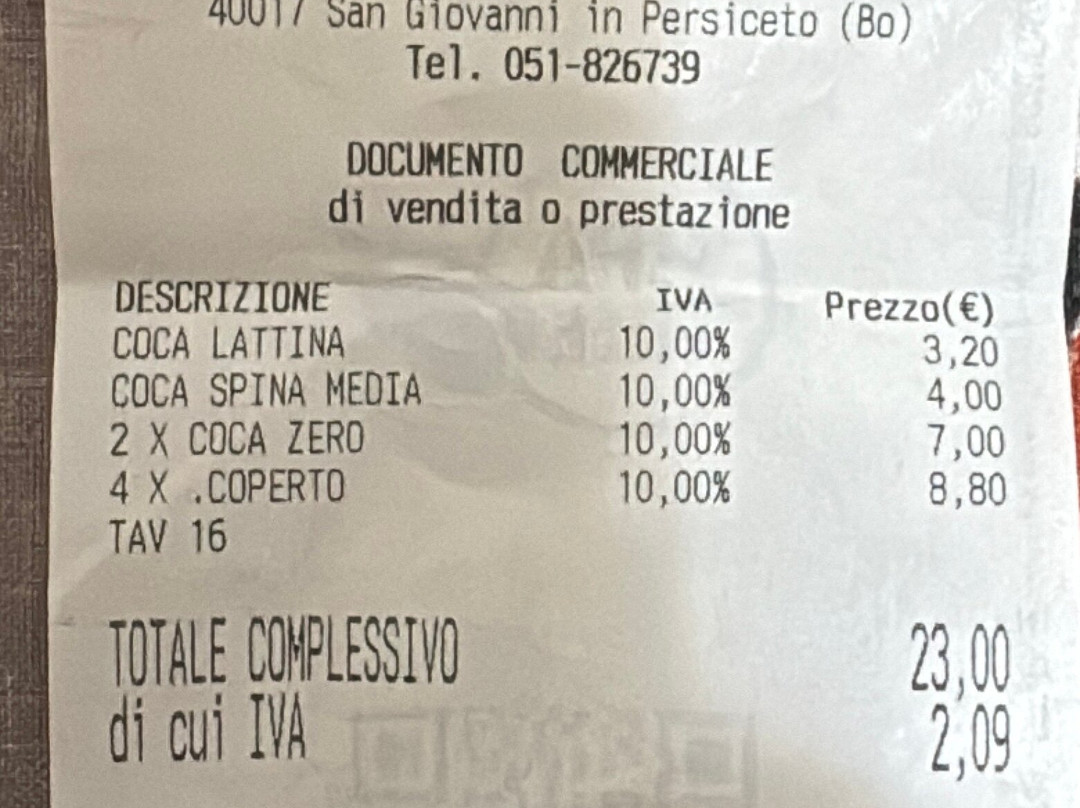 40017 San Giovanni in Persiceto (Bo)
Tel. 051-826739
DOCUMENTO COMMERCIALE
di vendita o prestazione
DESCRIZIONE IVA Prezzo(€)
COCA LATTINA 10,00% 3,20
COCA SPINA MEDIA 10,00% 4,00
2 X COCA ZERO 10,00% 7,00
4 X .COPERTO 10,00% 8,80
TAV 16
TOTALE COMPLESSIVO 23,00
di cui IVA 2,09